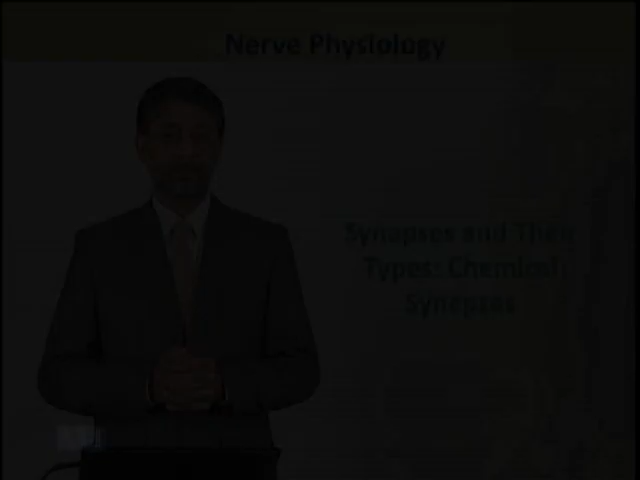 Nerve Physiology
Synapses and Their
Types: Chemical
Synapses